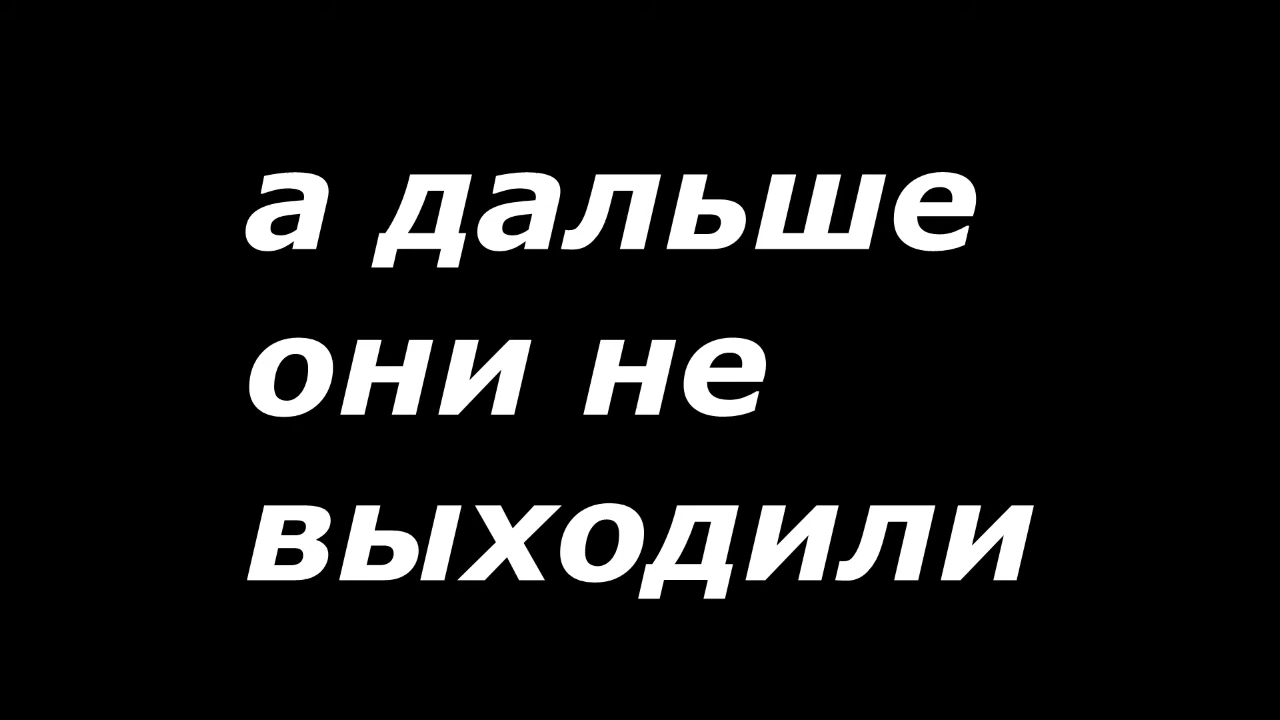 а дальше
они не
выходили